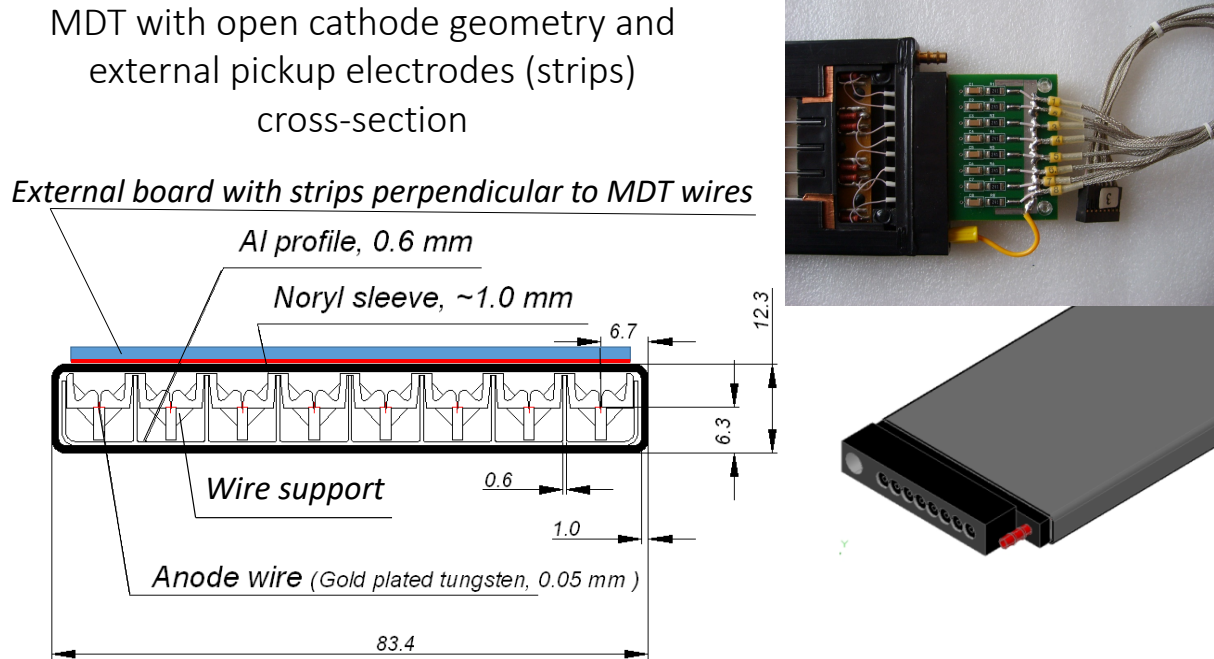 MDT with open cathode geometry and
external pickup electrodes (strips)
cross-section
External board with strips perpendicular to MDT wires
Al profile, 0.6 mm
Noryl sleeve, ~1.0 mm
6.7
12.3
6.3
0.6
Wire support
1.0
Anode wire (Gold plated tungsten, 0.05 mm )
83.4
3
Y